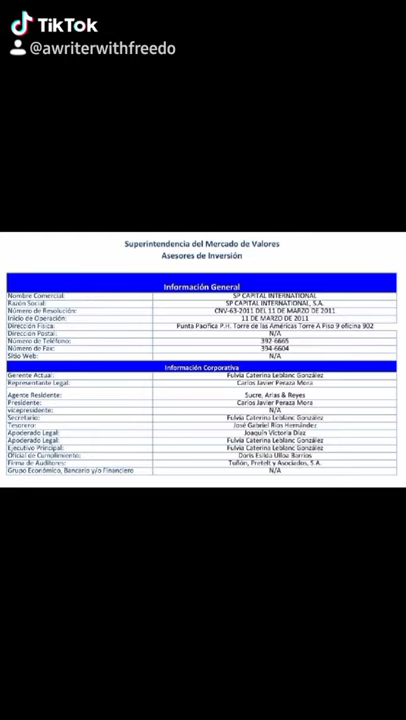 TikTok
@awriterwithfreedo
Superintendencia del Mercado de Valores
Asesores de Inversión
Información General
Nombre Comercial: SP CAPITAL INTERNATIONAL
Razón Social: SP CAPITAL INTERNATIONAL, S.A.
Número de Resolución: CNV-63-2011 DEL 11 DE MARZO DE 2011
Inicio de Operación: 11 DE MARZO DE 2011
Dirección Física: Punta Pacífica P.H. Torre de las Américas Torre A Piso 9 oficina 902
Dirección Postal: N/A
Número de Teléfono: 392-6665
Número de Fax: 394-6604
Sitio Web: N/A
Información Corporativa
Gerente Actual: Fulvia Caterina Leblanc González
Representante Legal: Carlos Javier Peraza Mora
Agente Residente: Sucre, Arias & Reyes
Presidente: Carlos Javier Peraza Mora
vicepresidente: N/A
Secretario: Fulvia Caterina Leblanc González
Tesorero: José Gabriel Ríos Hernández
Apoderado Legal: Joaquín Victoria Díaz
Apoderado Legal: Fulvia Caterina Leblanc González
Ejecutivo Principal: Fulvia Caterina Leblanc González
Oficial de Cumplimiento: Doris Esilda Ulloa Barrios
Firma de Auditores: Tuñón, Pretelt y Asociados, S.A.
Grupo Económico, Bancario y/o Financiero N/A